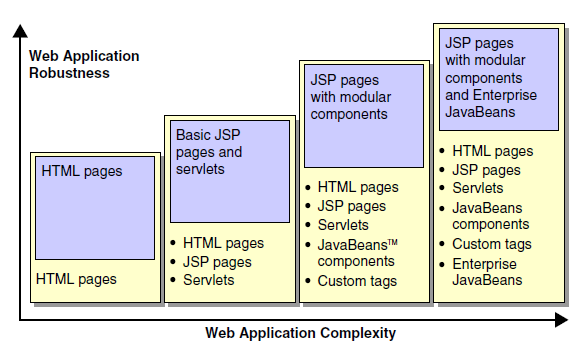 Web Application
Robustness
HTML pages
HTML pages
Basic JSP
pages and
servlets
• HTML pages
• JSP pages
• Servlets
JSP pages
with modular
components
• HTML pages
• JSP pages
• Servlets
• JavaBeans™
components
• Custom tags
JSP pages
with modular
components
and Enterprise
JavaBeans
• HTML pages
• JSP pages
• Servlets
• JavaBeans
components
• Custom tags
• Enterprise
JavaBeans
Web Application Complexity